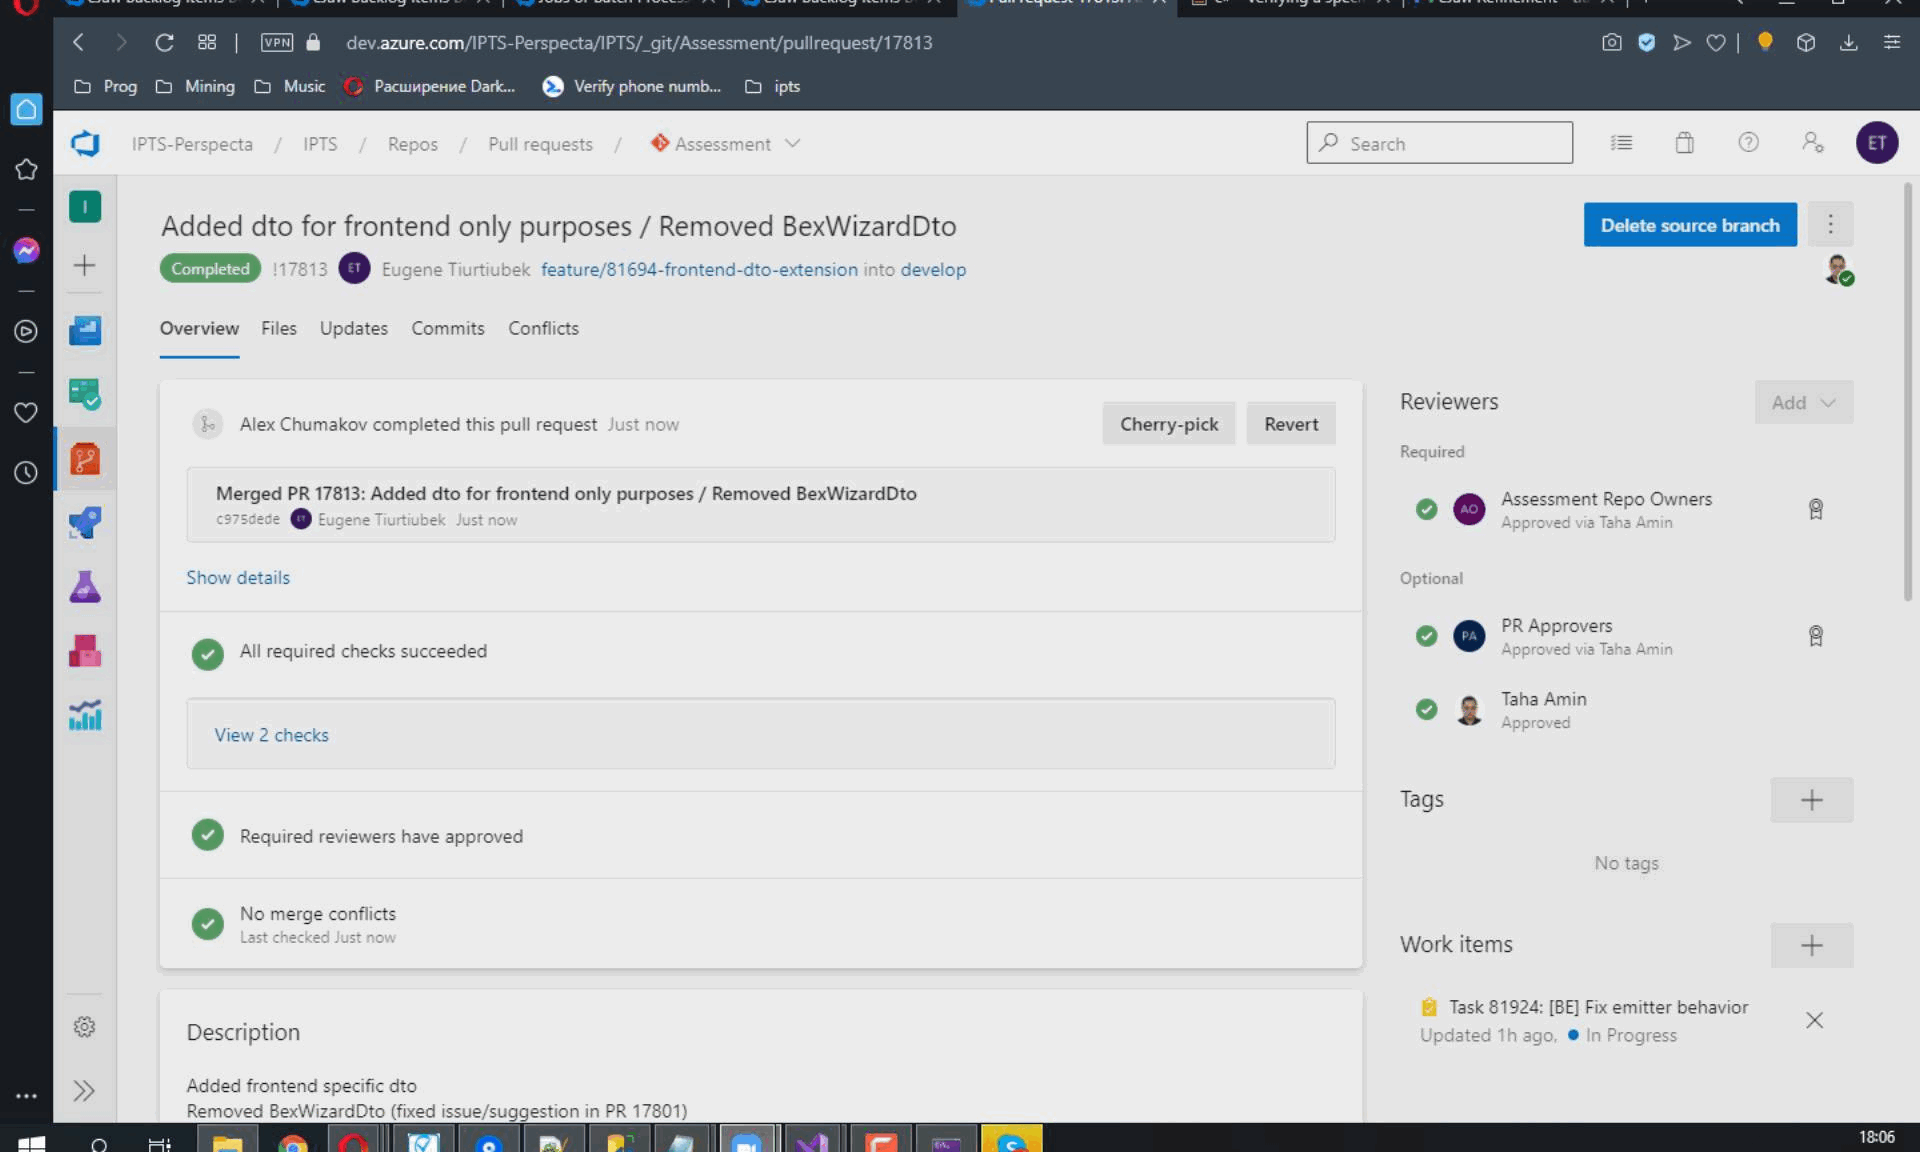 VPN dev.azure.com/IPTS-Perspecta/IPTS/_git/Assessment/pullrequest/17813
Prog Mining Music Расширение Dark... Verify phone numb... ipts
IPTS-Perspecta / IPTS / Repos / Pull requests / Assessment
Search
ET
I
Added dto for frontend only purposes / Removed BexWizardDto
Delete source branch
Completed !17813 ET Eugene Tiurtiubek feature/81694-frontend-dto-extension into develop
Overview Files Updates Commits Conflicts
Alex Chumakov completed this pull request Just now
Cherry-pick
Revert
Merged PR 17813: Added dto for frontend only purposes / Removed BexWizardDto
c975dede ET Eugene Tiurtiubek Just now
Show details
All required checks succeeded
View 2 checks
Required reviewers have approved
No merge conflicts
Last checked Just now
Description
Added frontend specific dto
Removed BexWizardDto (fixed issue/suggestion in PR 17801)
Reviewers
Add
Required
AO Assessment Repo Owners
Approved via Taha Amin
Optional
PA PR Approvers
Approved via Taha Amin
Taha Amin
Approved
Tags
No tags
Work items
Task 81924: [BE] Fix emitter behavior
Updated 1h ago, In Progress
18:06